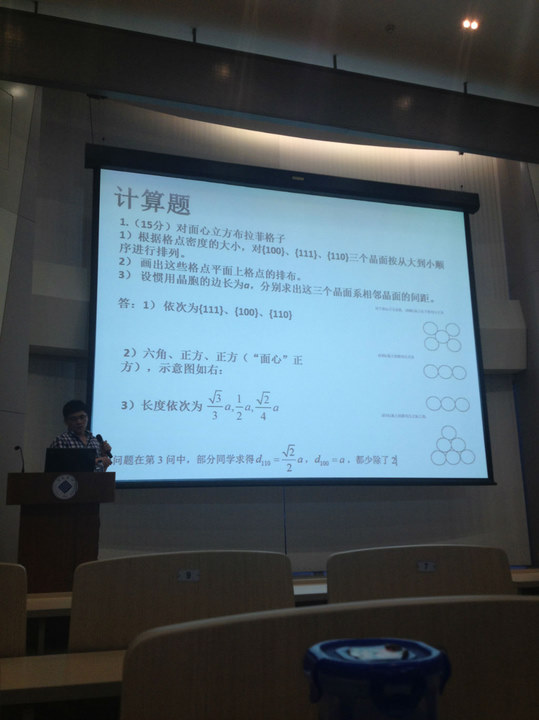 计算题
1.（15分）对面心立方布拉菲格子
1）根据格点密度的大小，对{100}、{111}、{110}三个晶面按从大到小顺
序进行排列。
2） 画出这些格点平面上格点的排布。
3） 设惯用晶胞的边长为a，分别求出这三个晶面系相邻晶面的间距。
答：1） 依次为{111}、{100}、{110}
2）六角、正方、正方（“面心”正
方），示意图如右：
3）长度依次为 √3/3 a, 1/2 a, √2/4 a
问题在第 3 问中，部分同学求得 d₁₁₀ = √2/2 a，d₁₀₀ = a，都少除了 2